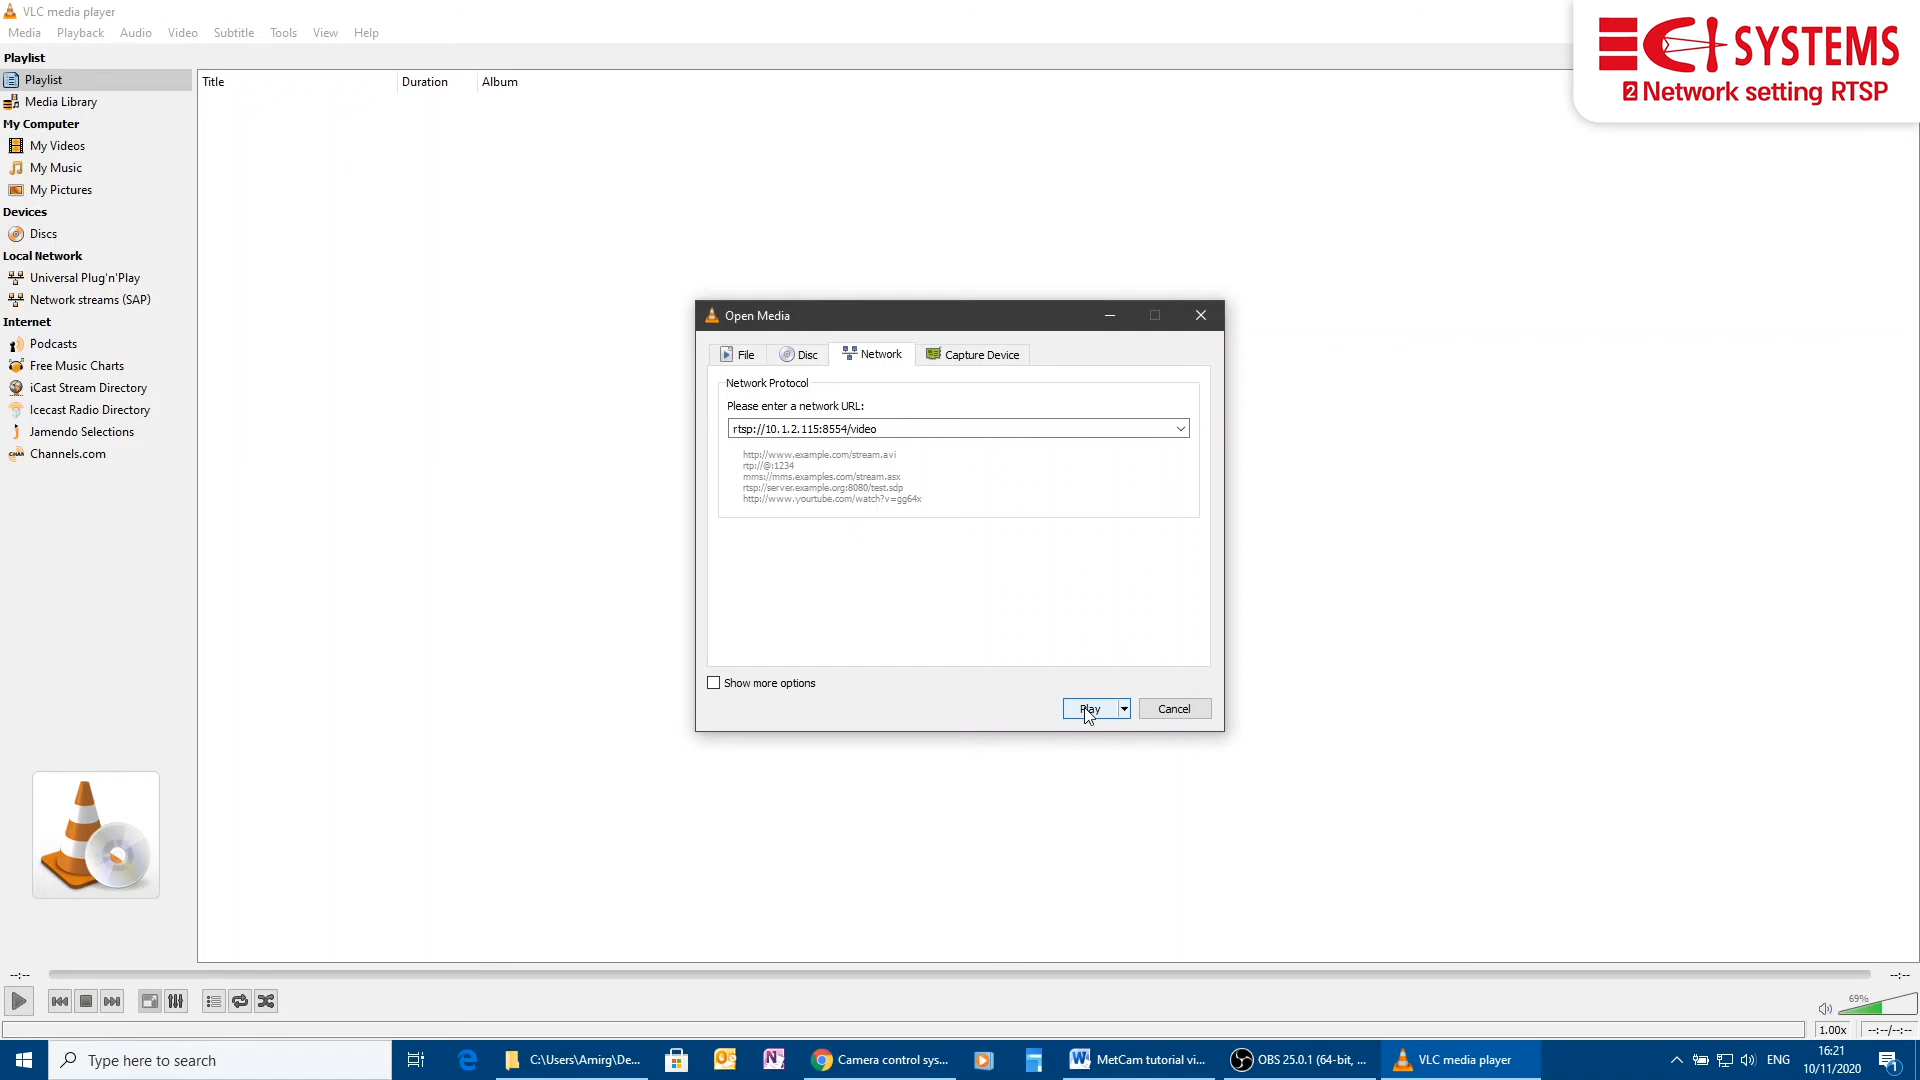 VLC media player
Media Playback Audio Video Subtitle Tools View Help
SYSTEMS
2 Network setting RTSP
Playlist
Playlist
Media Library
My Computer
My Videos
My Music
My Pictures
Devices
Discs
Local Network
Universal Plug'n'Play
Network streams (SAP)
Internet
Podcasts
Free Music Charts
iCast Stream Directory
Icecast Radio Directory
Jamendo Selections
Channels.com
Title Duration Album
Open Media
File Disc Network Capture Device
Network Protocol
Please enter a network URL:
rtsp://10.1.2.115:8554/video
http://www.example.com/stream.avi
rtp://@:1234
mms://mms.examples.com/stream.asx
rtsp://server.example.org:8080/test.sdp
http://www.yourtube.com/watch?v=gg64x
Show more options
Play Cancel
--:-- --:--
69%
1.00x --:--/--:--
Type here to search
C:\Users\Amirg\De...
Camera control sys...
MetCam tutorial vi...
OBS 25.0.1 (64-bit, ...
VLC media player
ENG
16:21
10/11/2020
1